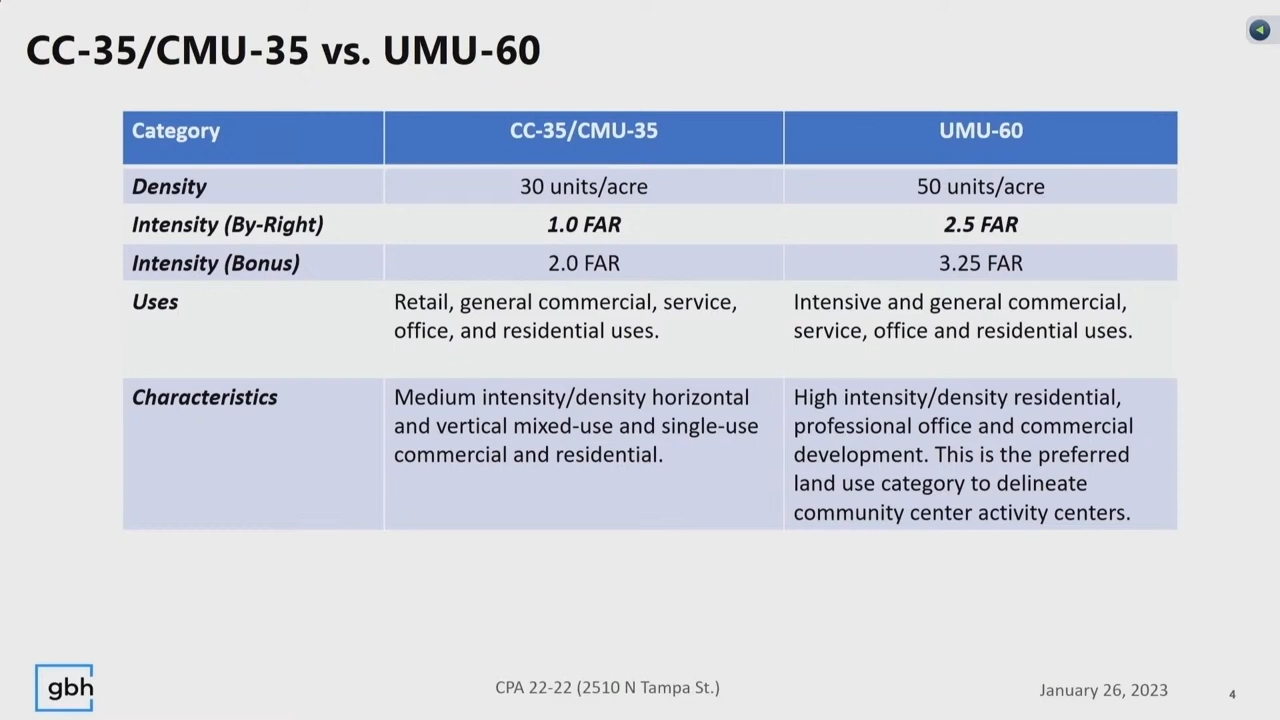 CC-35/CMU-35 vs. UMU-60
Category CC-35/CMU-35 UMU-60
Density 30 units/acre 50 units/acre
Intensity (By-Right) 1.0 FAR 2.5 FAR
Intensity (Bonus) 2.0 FAR 3.25 FAR
Uses
Retail, general commercial, service,
office, and residential uses.
Intensive and general commercial,
service, office and residential uses.
Characteristics
Medium intensity/density horizontal
and vertical mixed-use and single-use
commercial and residential.
High intensity/density residential,
professional office and commercial
development. This is the preferred
land use category to delineate
community center activity centers.
gbh
CPA 22-22 (2510 N Tampa St.)
January 26, 2023
4